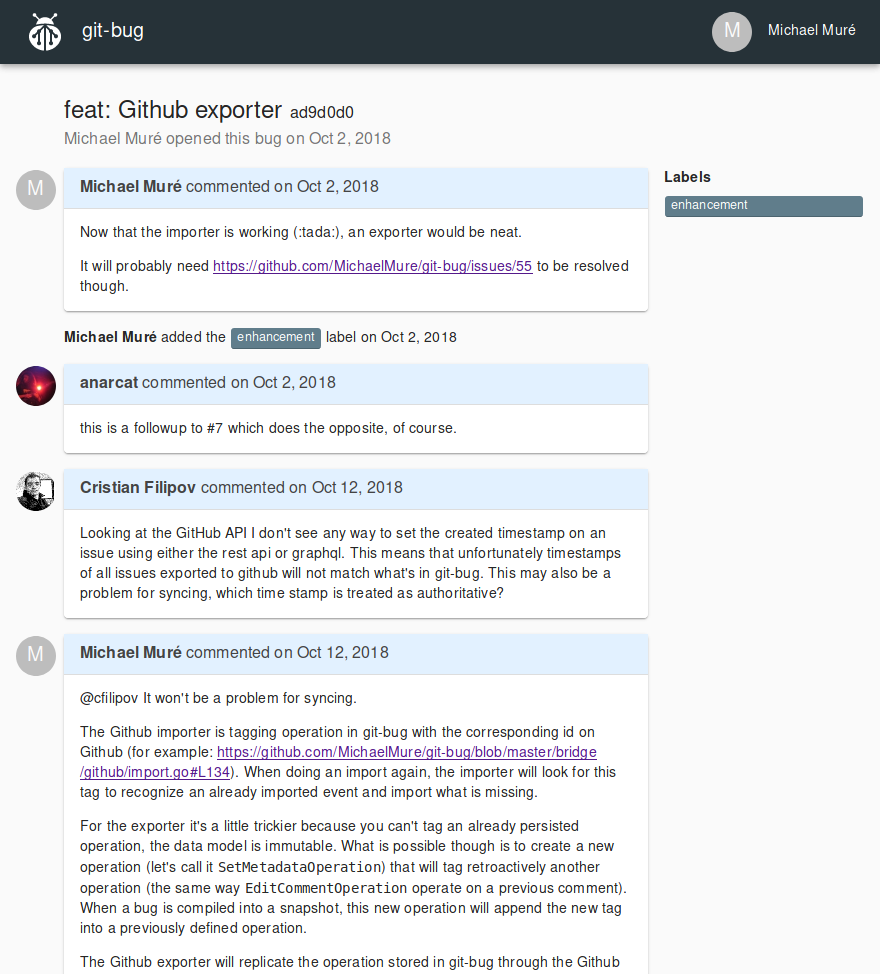 git-bug
M
Michael Muré
feat: Github exporter ad9d0d0
Michael Muré opened this bug on Oct 2, 2018
M
Michael Muré commented on Oct 2, 2018
Now that the importer is working (:tada:), an exporter would be neat.
It will probably need https://github.com/MichaelMure/git-bug/issues/55 to be resolved
though.
Labels
enhancement
Michael Muré added the enhancement label on Oct 2, 2018
anarcat commented on Oct 2, 2018
this is a followup to #7 which does the opposite, of course.
Cristian Filipov commented on Oct 12, 2018
Looking at the GitHub API I don't see any way to set the created timestamp on an
issue using either the rest api or graphql. This means that unfortunately timestamps
of all issues exported to github will not match what's in git-bug. This may also be a
problem for syncing, which time stamp is treated as authoritative?
M
Michael Muré commented on Oct 12, 2018
@cfilipov It won't be a problem for syncing.
The Github importer is tagging operation in git-bug with the corresponding id on
Github (for example: https://github.com/MichaelMure/git-bug/blob/master/bridge
/github/import.go#L134). When doing an import again, the importer will look for this
tag to recognize an already imported event and import what is missing.
For the exporter it's a little trickier because you can't tag an already persisted
operation, the data model is immutable. What is possible though is to create a new
operation (let's call it SetMetadataOperation) that will tag retroactively another
operation (the same way EditCommentOperation operate on a previous comment).
When a bug is compiled into a snapshot, this new operation will append the new tag
into a previously defined operation.
The Github exporter will replicate the operation stored in git-bug through the Github